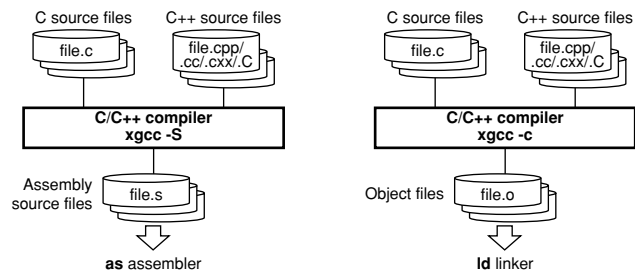 C source files
C++ source files
file.c
file.cpp/
.cc/.cxx/.C
C/C++ compiler
xgcc -S
Assembly
source files
file.s
as assembler
C source files
C++ source files
file.c
file.cpp/
.cc/.cxx/.C
C/C++ compiler
xgcc -c
Object files
file.o
ld linker